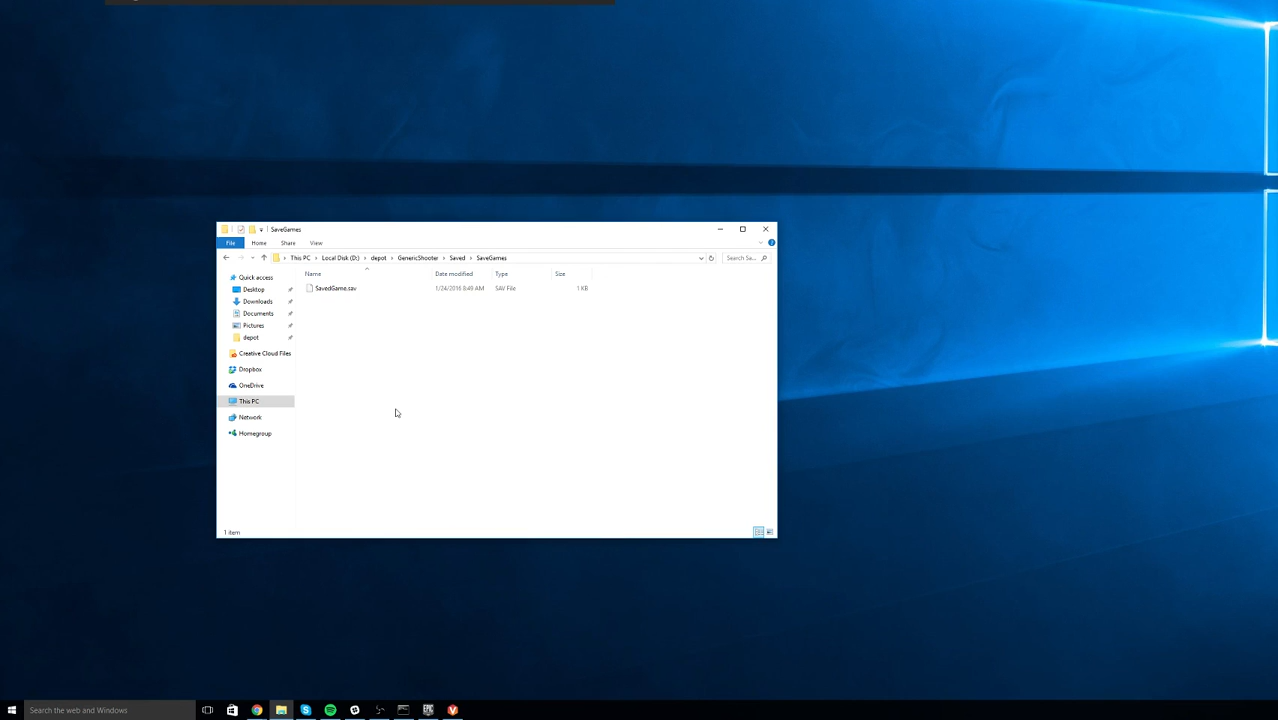 SaveGames
File Home Share View
This PC Local Disk (D:) depot GenericShooter Saved SaveGames Search Sa...
Name Date modified Type Size
SavedGame.sav 1/24/2016 8:49 AM SAV File 1 KB
Quick access
Desktop
Downloads
Documents
Pictures
depot
Creative Cloud Files
Dropbox
OneDrive
This PC
Network
Homegroup
1 item
Search the web and Windows